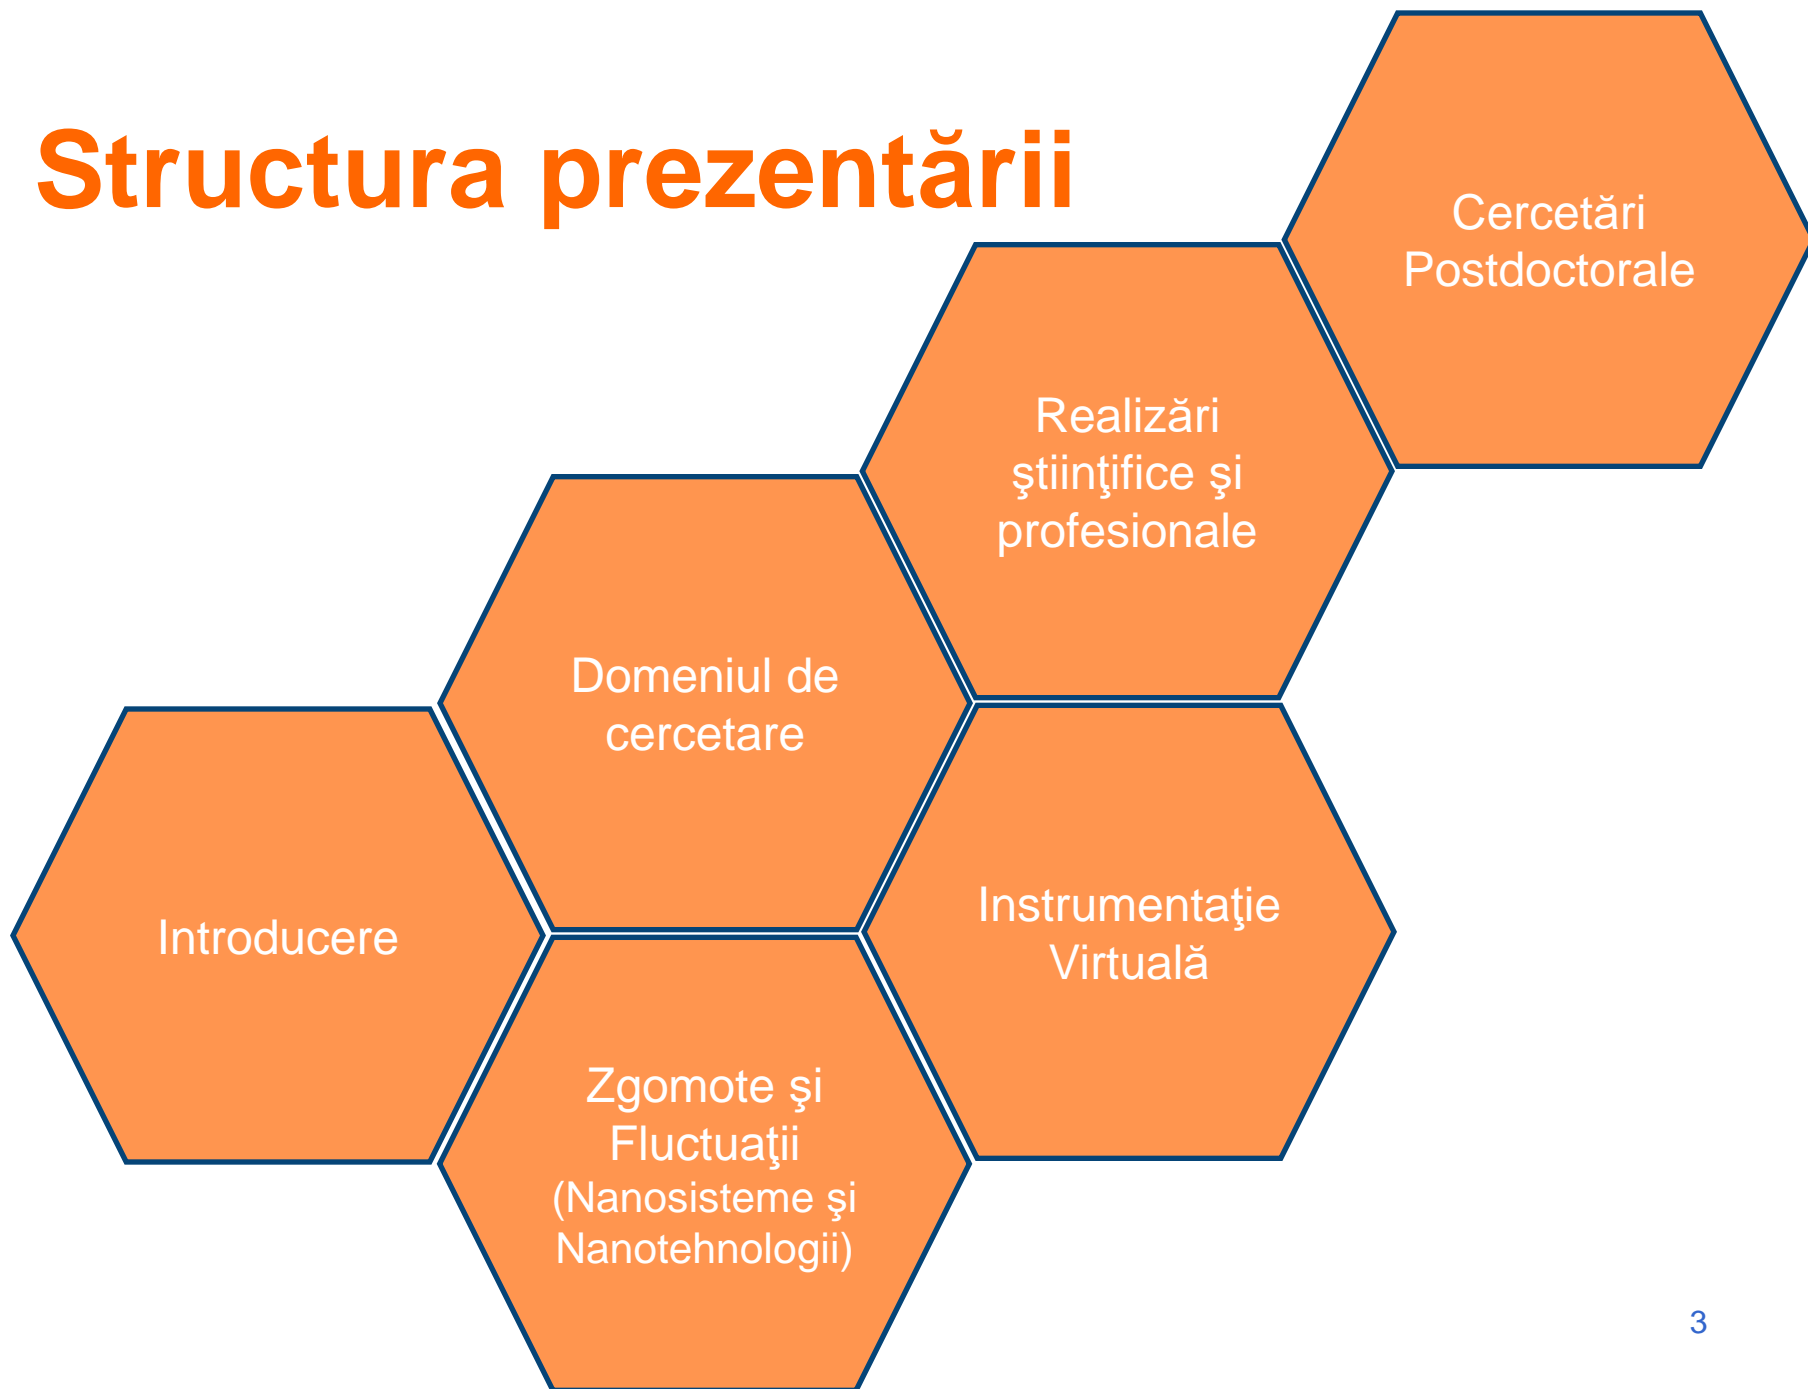 Structura prezentării
Cercetări
Postdoctorale
Realizări
ştiinţifice şi
profesionale
Domeniul de
cercetare
Introducere
Instrumentaţie
Virtuală
Zgomote şi
Fluctuaţii
(Nanosisteme şi
Nanotehnologii)
3